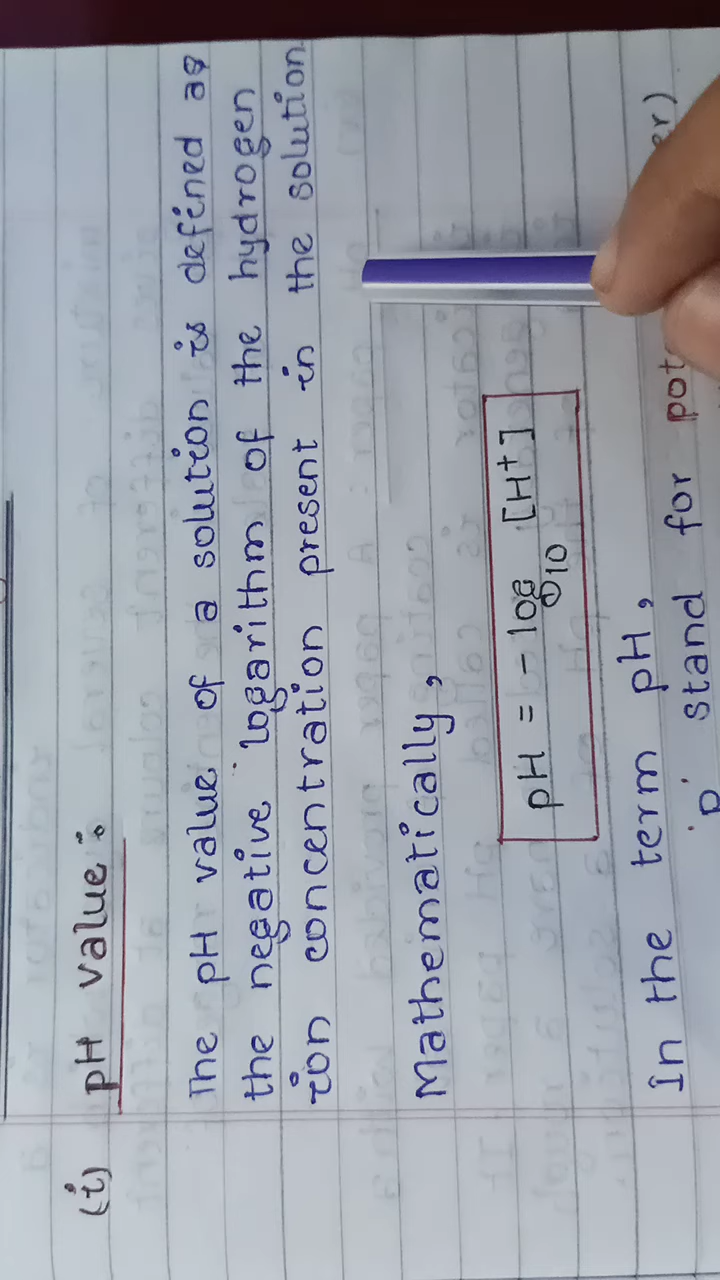 (i) pH value :
The pH value of a solution is defined as
the negative logarithm of the hydrogen
ion concentration present in the solution
Mathematically,
pH = - log10 [H+]
In the term pH,
'p' stand for